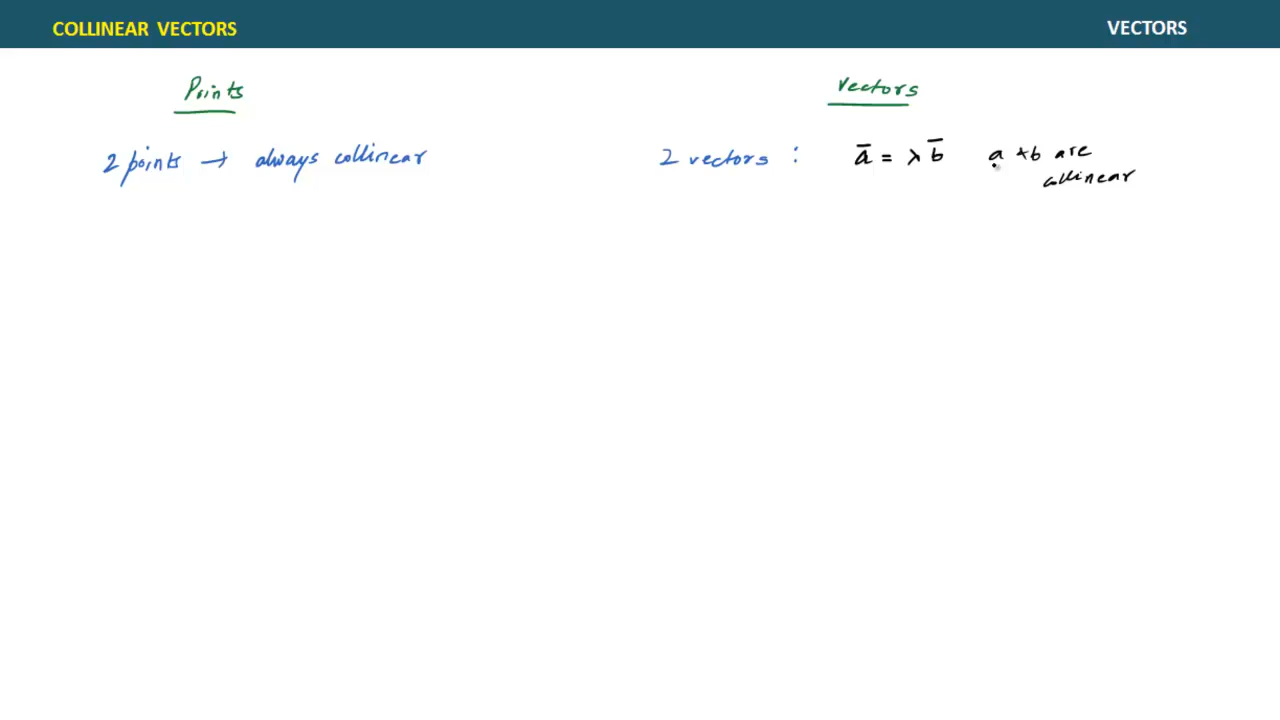 COLLINEAR VECTORS
VECTORS
Points
Vectors
2 points → always collinear
2 vectors : a̅ = λ b̅ a & b are
collinear